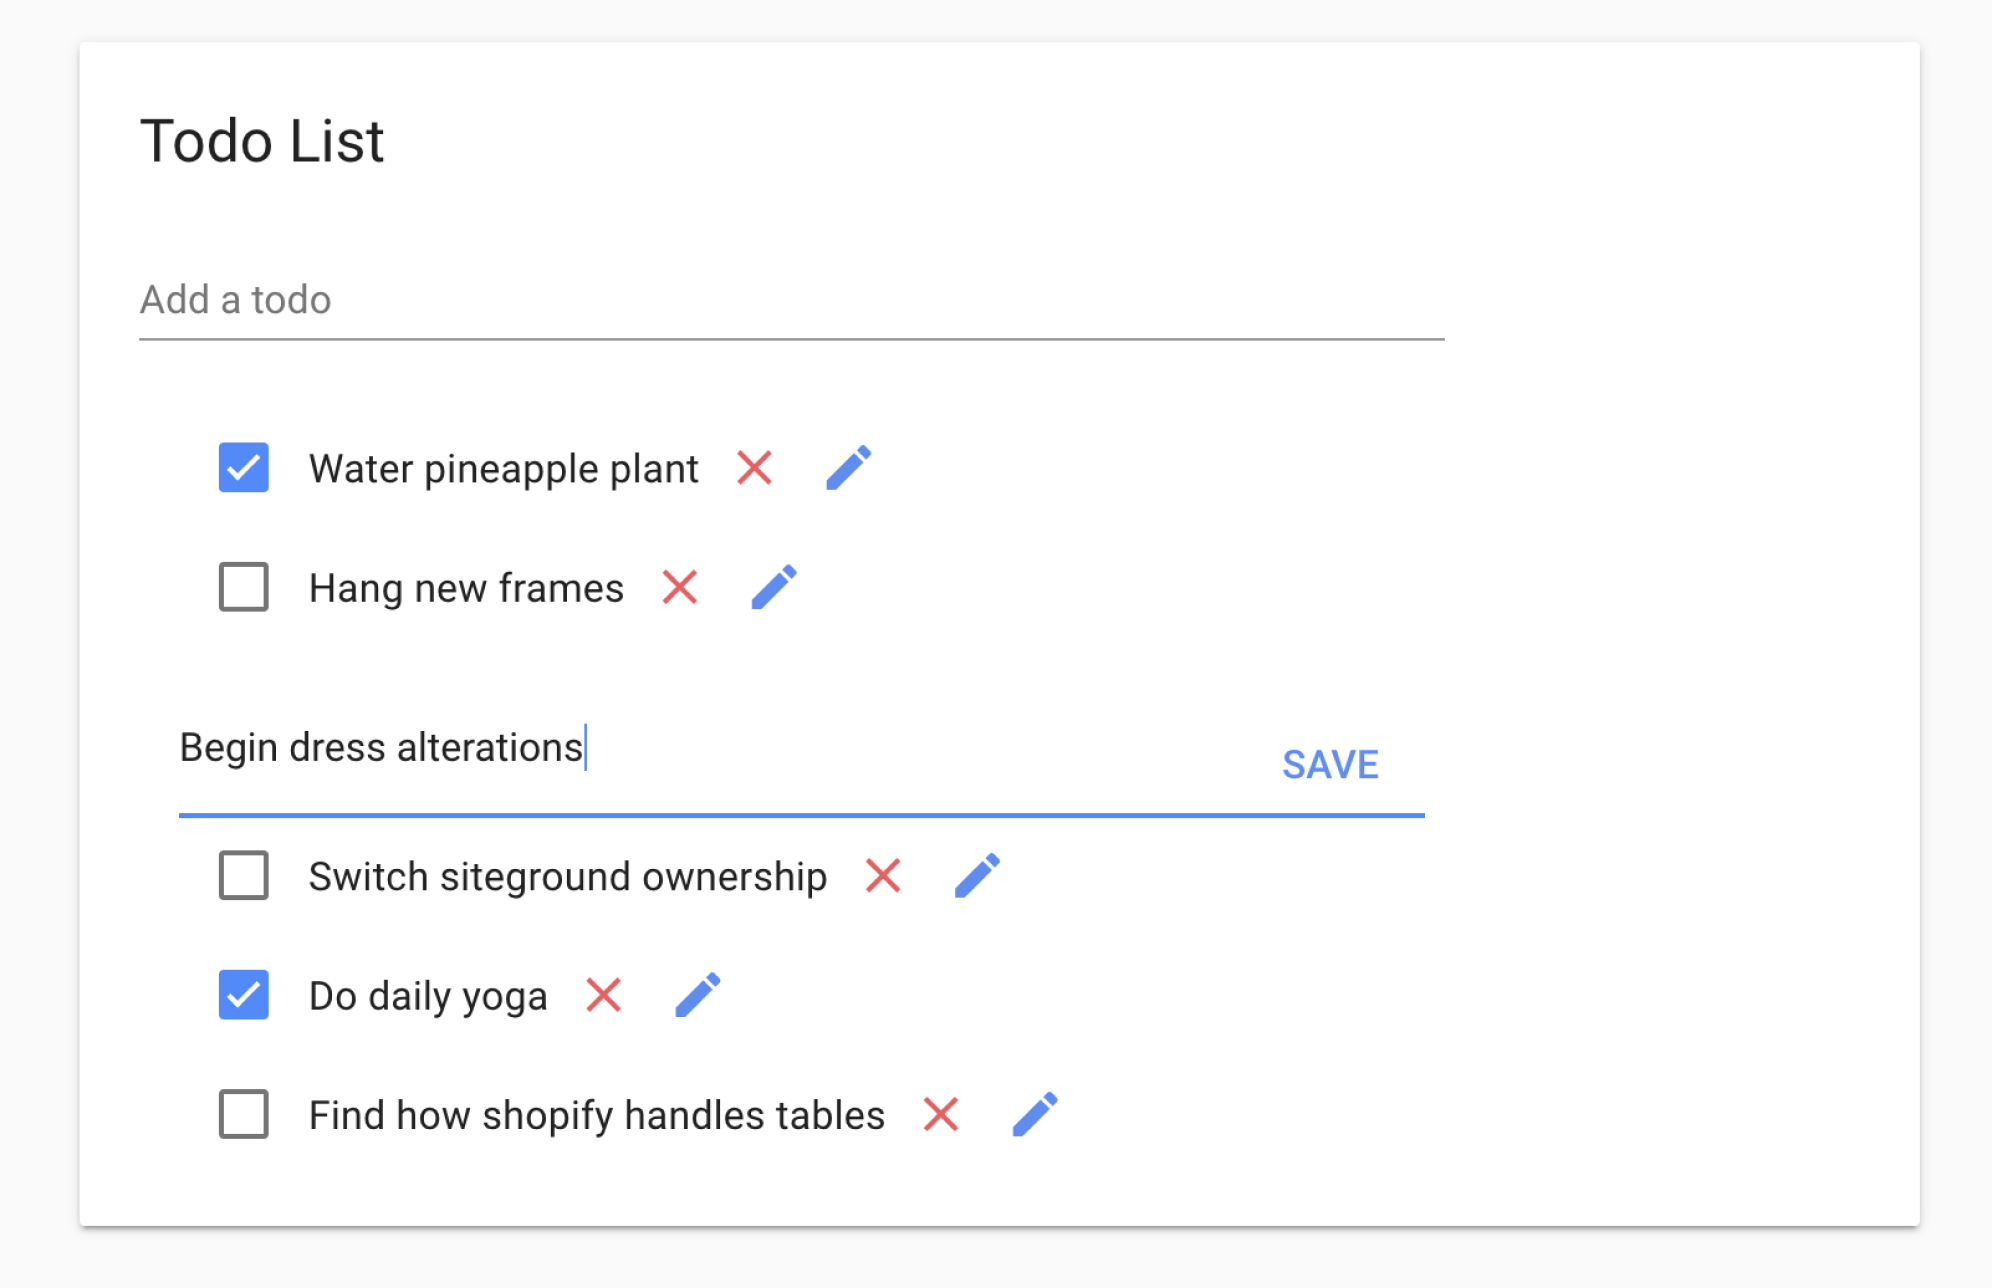 Todo List
Add a todo
Water pineapple plant
Hang new frames
Begin dress alterations
SAVE
Switch siteground ownership
Do daily yoga
Find how shopify handles tables